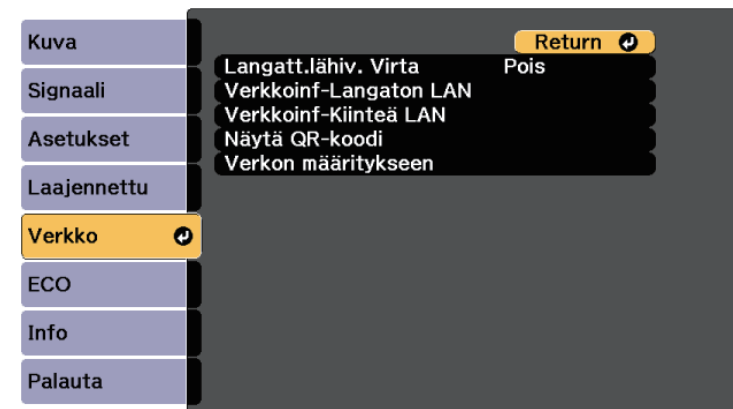 Kuva
Signaali
Asetukset
Laajennettu
Verkko
ECO
Info
Palauta
Return
Langatt.lähiv. Virta Pois
Verkkoinf-Langaton LAN
Verkkoinf-Kiinteä LAN
Näytä QR-koodi
Verkon määritykseen